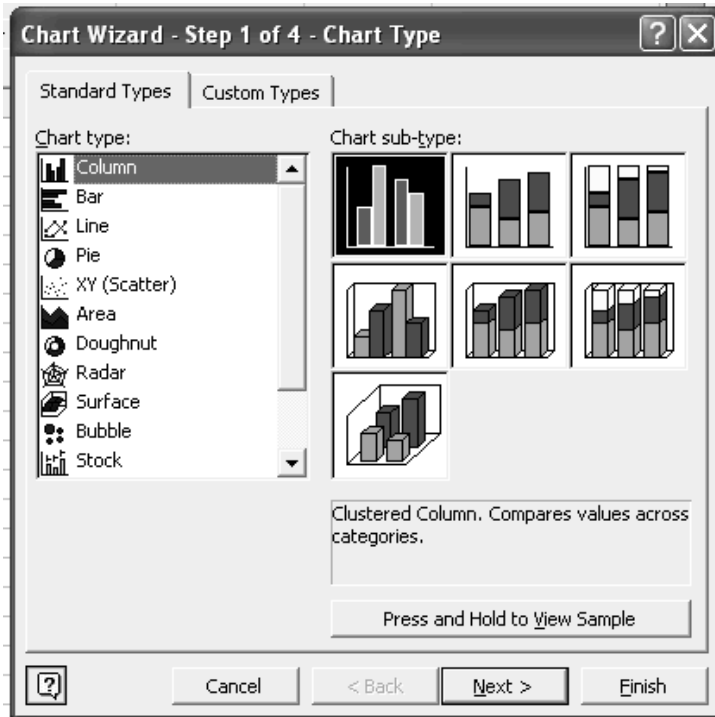 Chart Wizard - Step 1 of 4 - Chart Type
Standard Types
Custom Types
Chart type:
Column
Bar
Line
Pie
XY (Scatter)
Area
Doughnut
Radar
Surface
Bubble
Stock
Chart sub-type:
Clustered Column. Compares values across
categories.
Press and Hold to View Sample
Cancel
< Back
Next >
Finish